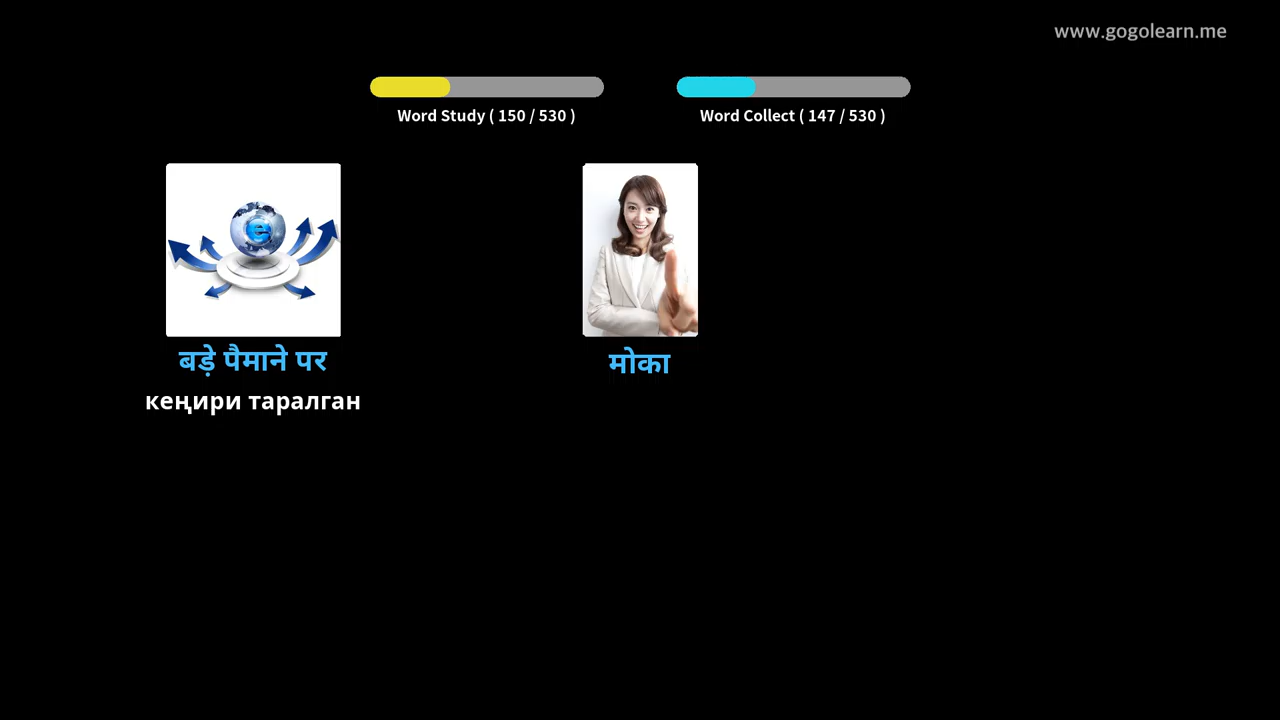 www.gogolearn.me
Word Study ( 150 / 530 )
Word Collect ( 147 / 530 )
e
बड़े पैमाने पर
मोका
кеңири таралган